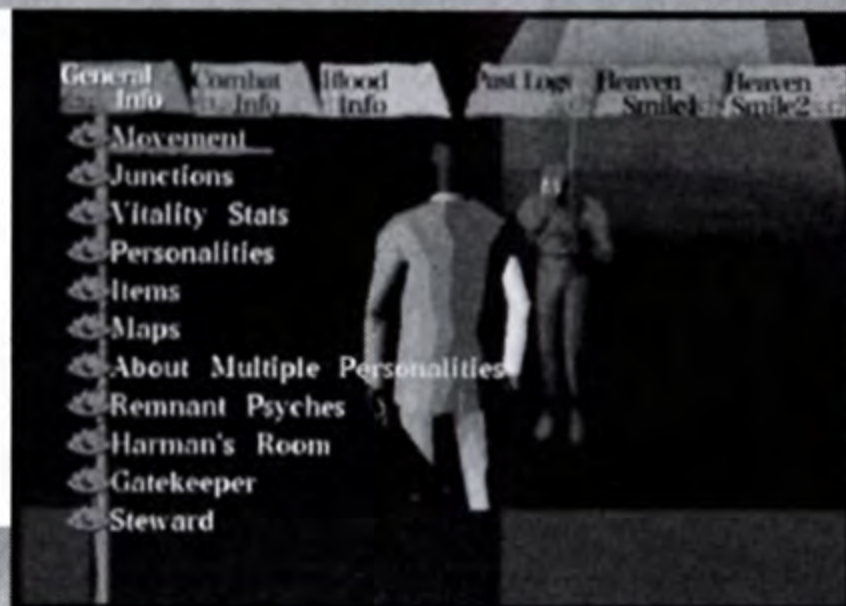 General
Info
Combat
Info
Blood
Info
Past Logs
Heaven
Smile1
Heaven
Smile2
Movement
Junctions
Vitality Stats
Personalities
Items
Maps
About Multiple Personalities
Remnant Psyches
Harman's Room
Gatekeeper
Steward